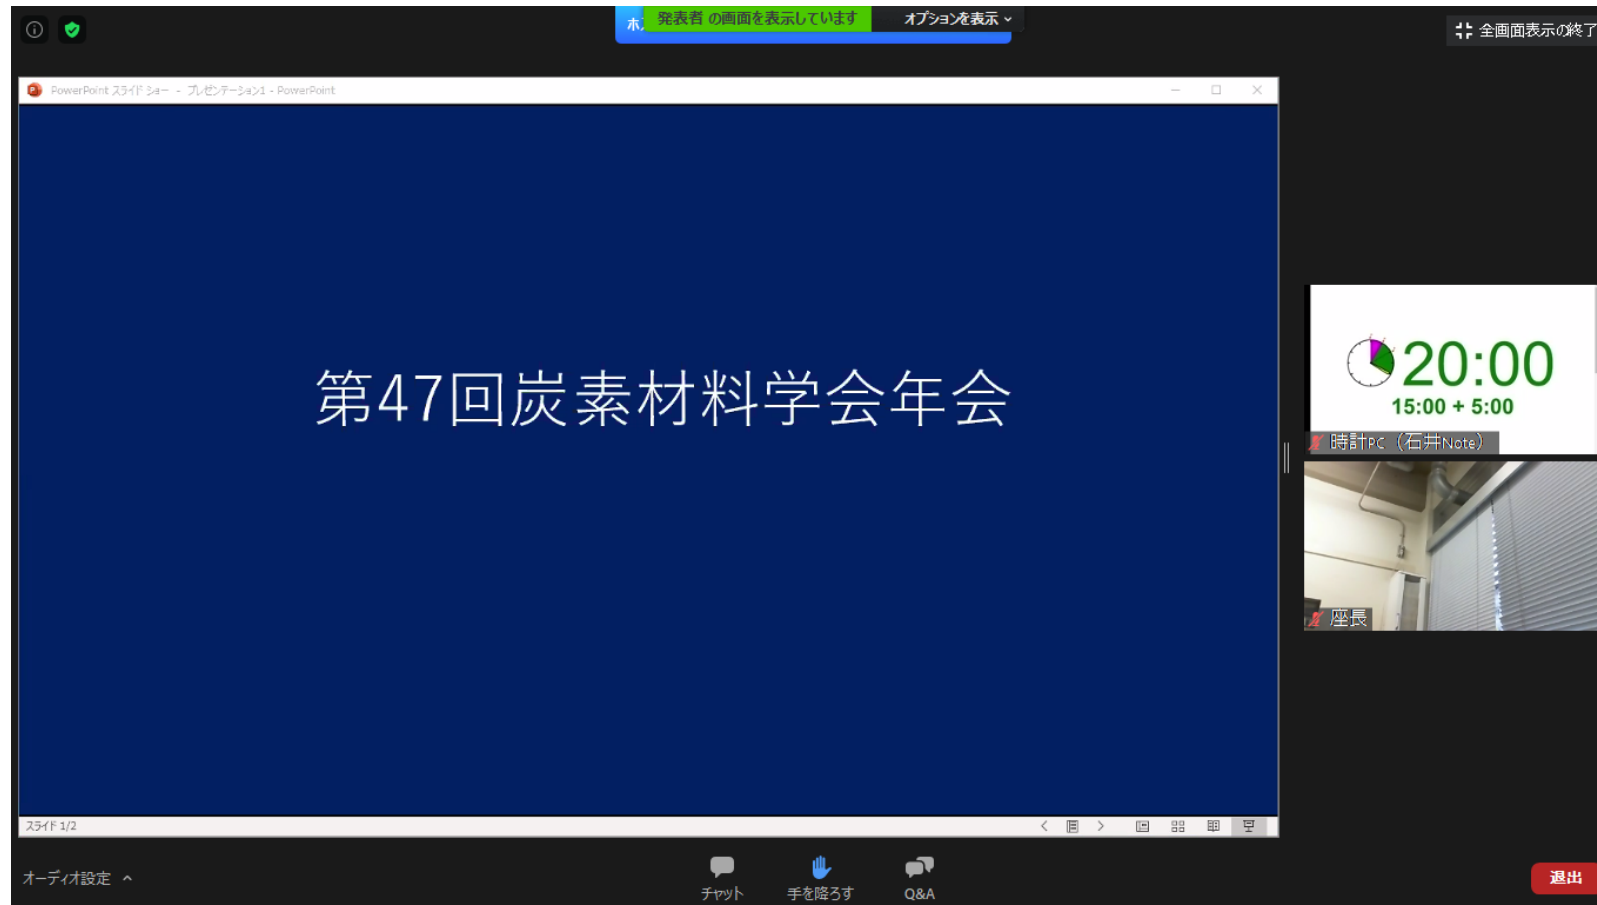 発表者 の画面を表示しています
オプションを表示
全画面表示の終了
PowerPoint スライド ショー - プレゼンテーション1 - PowerPoint
第47回炭素材料学会年会
20:00
15:00 + 5:00
時計PC（石井Note）
座長
スライド 1/2
オーディオ設定
チャット
手を降ろす
Q&A
退出